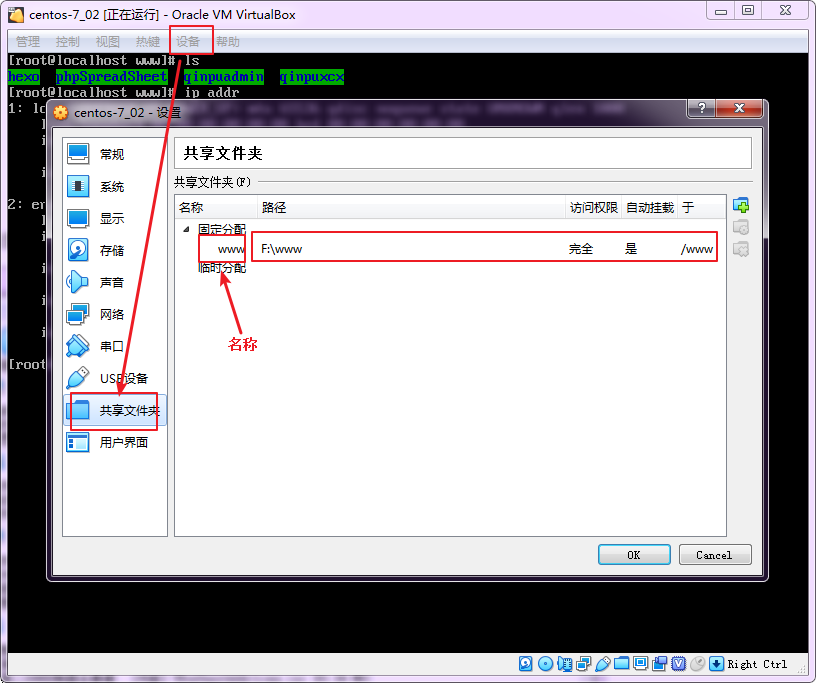 centos-7_02 [正在运行] - Oracle VM VirtualBox
管理 控制 视图 热键 设备 帮助
[root@localhost www]# ls
hexo phpSpreadSheet qinpuadmin qinpuxcx
[root@localhost www]# ip addr
1: lo
centos-7_02 - 设置
2: en
[root
常规
系统
显示
存储
声音
网络
串口
USB设备
共享文件夹
用户界面
共享文件夹
共享文件夹(F)
名称 路径 访问权限 自动挂载 于
固定分配
www F:\www 完全 是 /www
临时分配
名称
OK Cancel
Right Ctrl